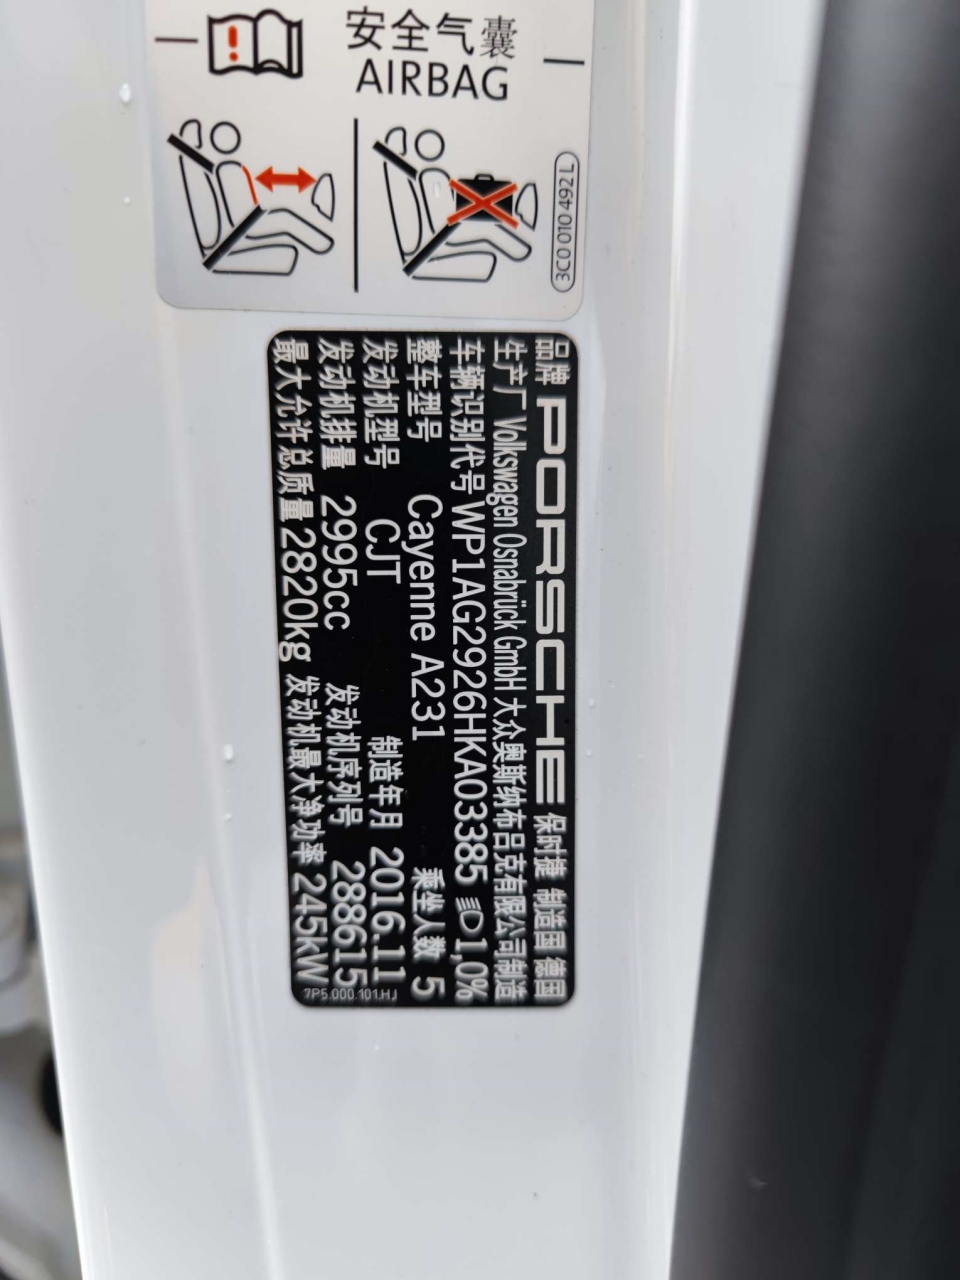 安全气囊
AIRBAG
3C0 010 492 L
品牌 PORSCHE 保时捷 制造国 德国
生产厂 Volkswagen Osnabrück GmbH 大众奥斯纳布吕克有限公司制造
车辆识别代号 WP1AG2926HKA03385 1,0%
整车型号 Cayenne A231 乘坐人数 5
发动机型号 CJT 制造年月 2016.11
发动机排量 2995cc 发动机序列号 288615
最大允许总质量 2820kg 发动机最大净功率 245kW
7P5.000.101.HJ